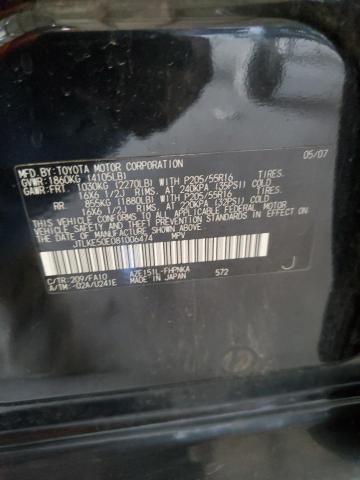 MFD.BY:TOYOTA MOTOR CORPORATION 05/07
GVWR:1860KG (4105LB)
GAWR:FRT 1030KG (2270LB) WITH P205/55R16 TIRES.
16X6 1/2J RIMS AT 240KPA (35PSI) COLD
RR 855KG (1880LB) WITH P205/55R16 TIRES.
16X6 1/2J RIMS AT 220KPA (32PSI) COLD
THIS VEHICLE CONFORMS TO ALL APPLICABLE FEDERAL MOTOR
VEHICLE SAFETY
THEFT PREVENTION STANDARDS IN EFFECT ON THE DATE OF
MANUFACTURE SHOWN ABOVE.
JTLKE50E081006474 MPV
C/TR:209/FA10 AZE151L-FHPNKA 572 J
A/TM:-02A/U241E MADE IN JAPAN